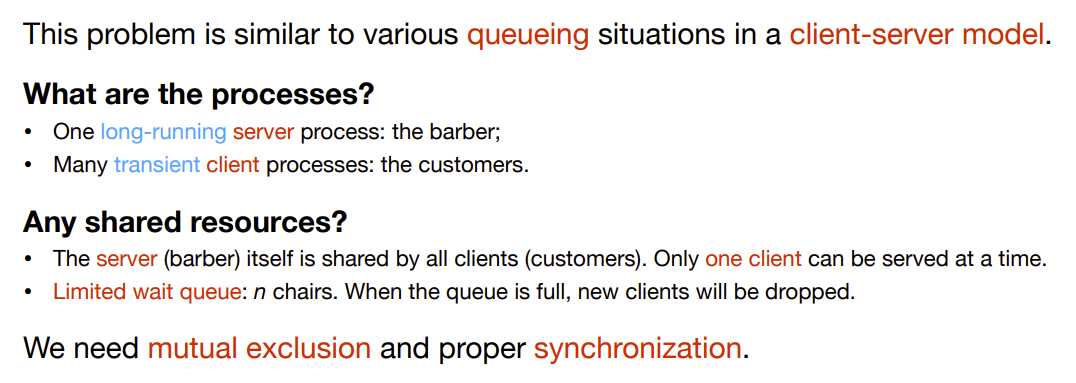 This problem is similar to various queueing situations in a client-server model.
What are the processes?
• One long-running server process: the barber;
• Many transient client processes: the customers.
Any shared resources?
• The server (barber) itself is shared by all clients (customers). Only one client can be served at a time.
• Limited wait queue: n chairs. When the queue is full, new clients will be dropped.
We need mutual exclusion and proper synchronization.